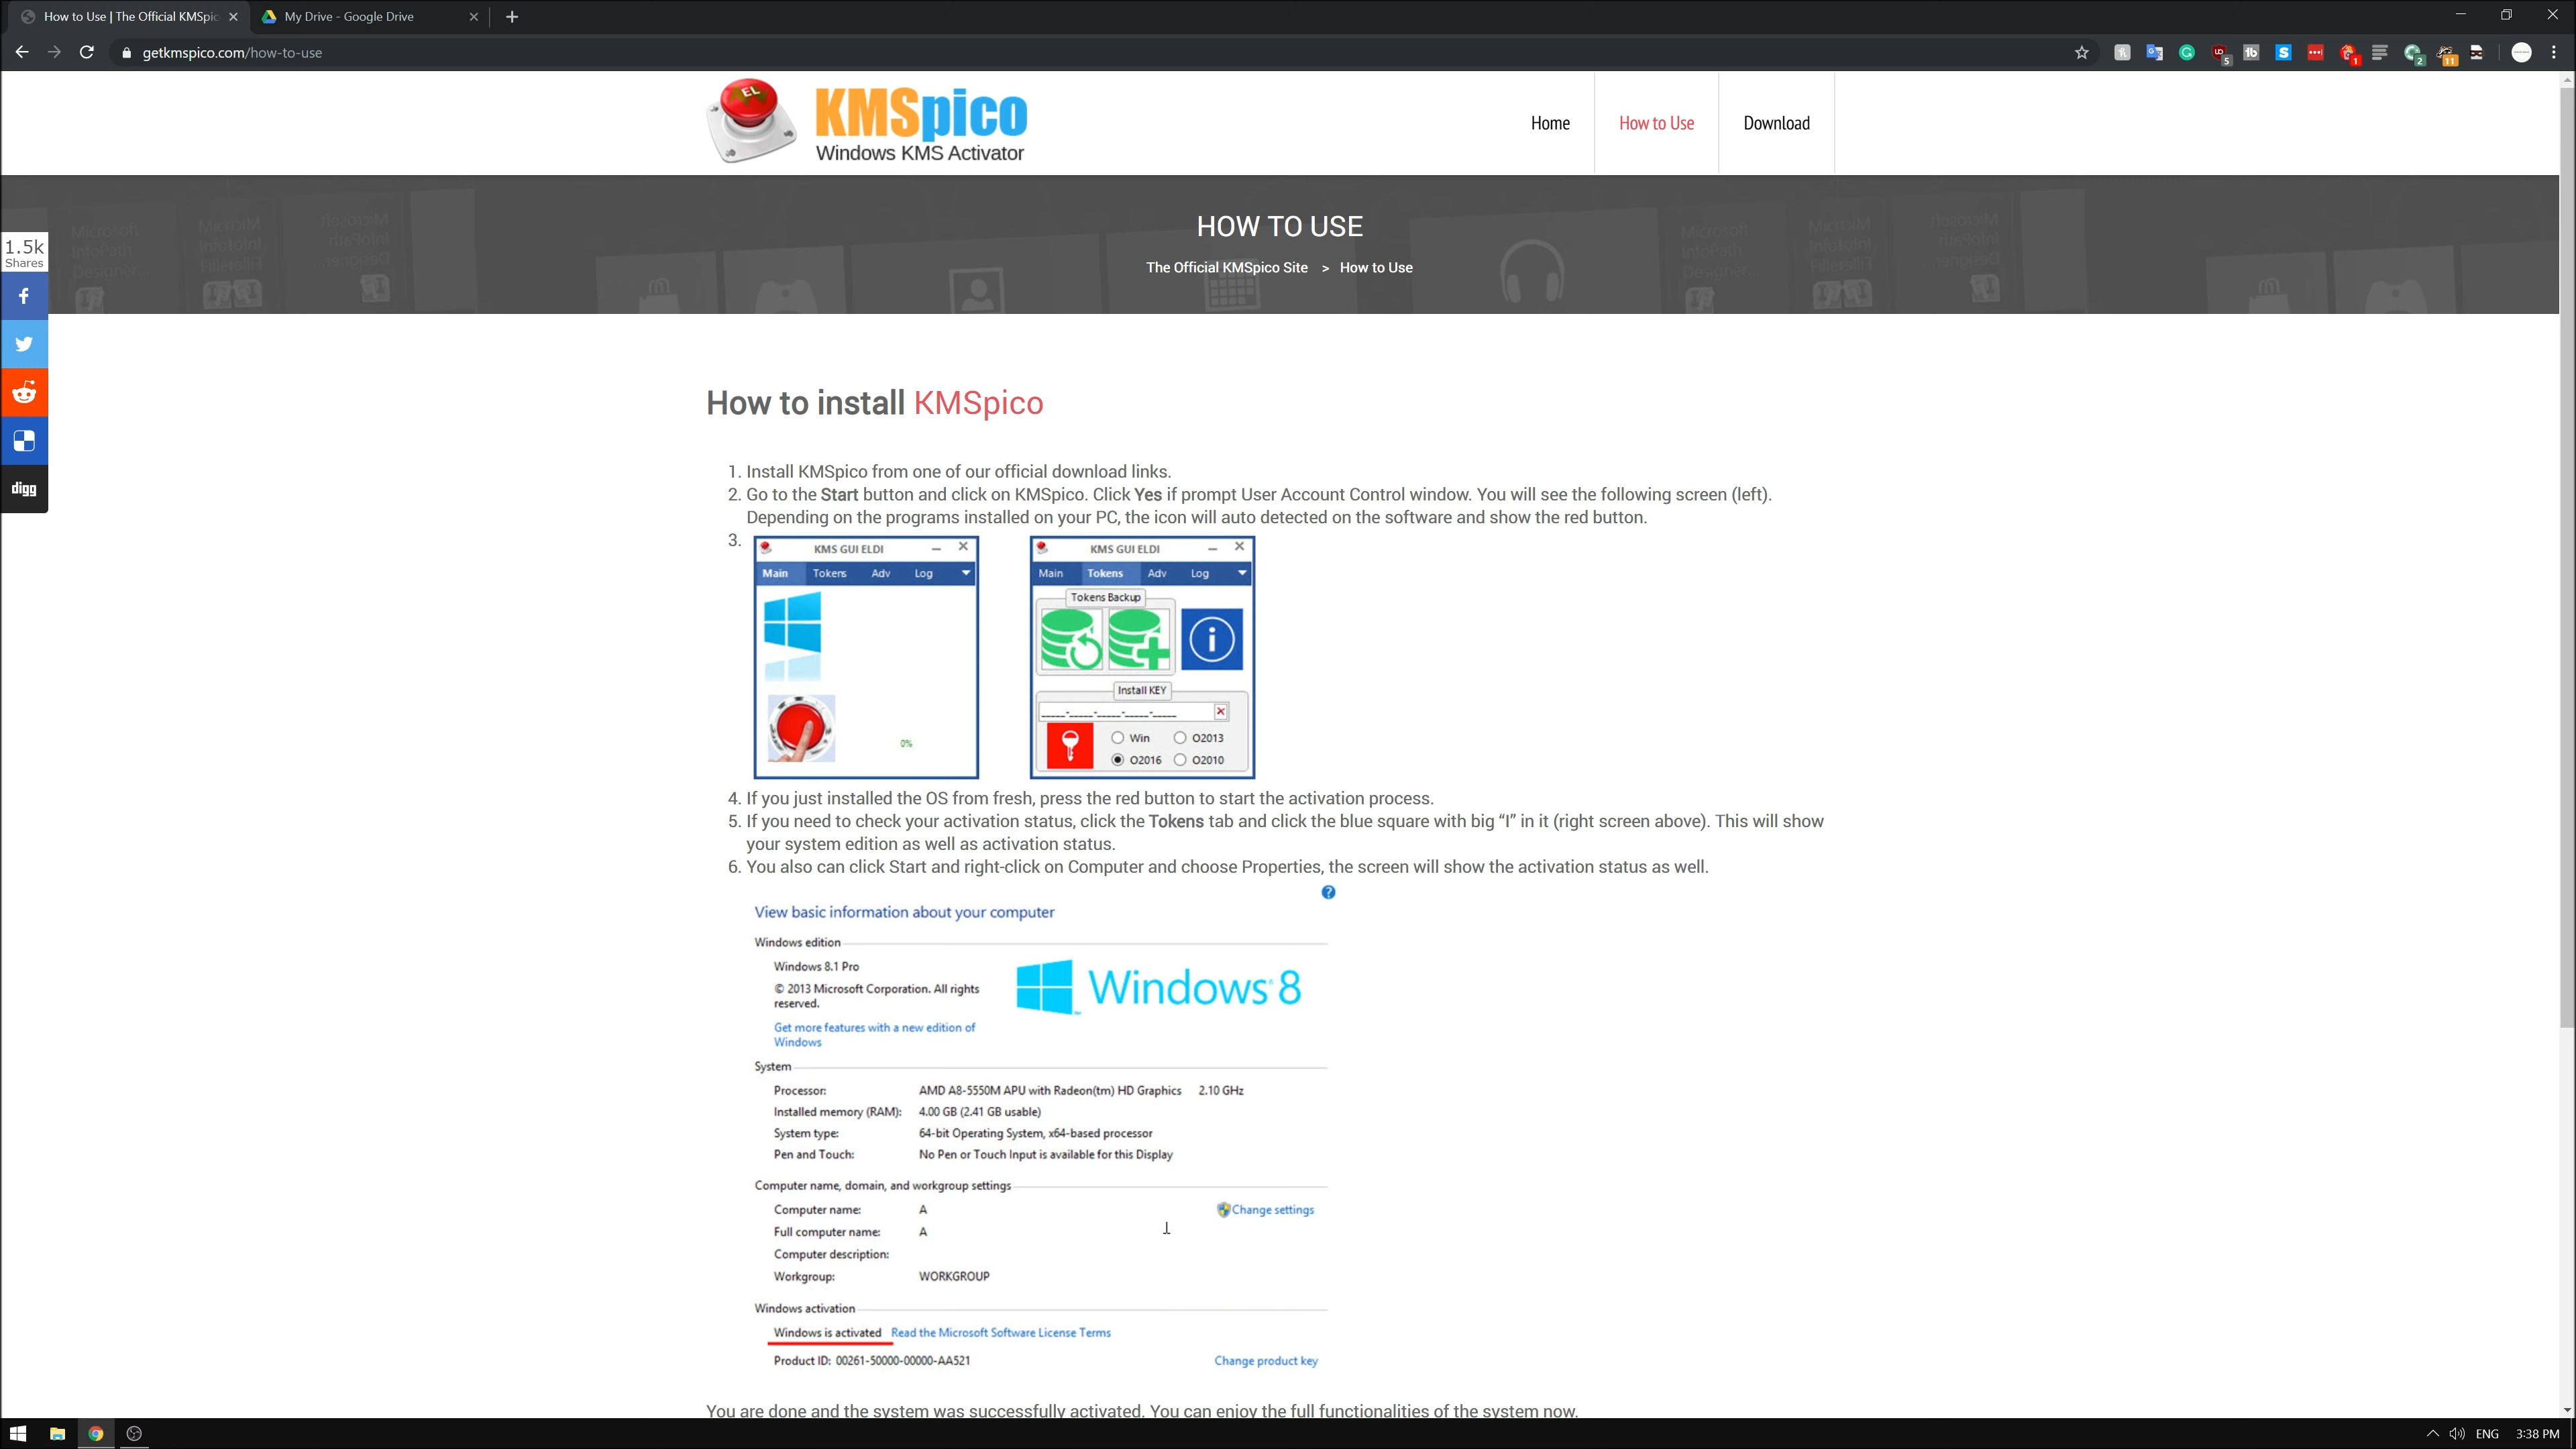 How to Use | The Official KMSpic
My Drive - Google Drive
getkmspico.com/how-to-use
5
1
2
11
EL
KMSpico
Windows KMS Activator
Home
How to Use
Download
HOW TO USE
The Official KMSpico Site > How to Use
1.5k
Shares
digg
How to install KMSpico
1. Install KMSpico from one of our official download links.
2. Go to the Start button and click on KMSpico. Click Yes if prompt User Account Control window. You will see the following screen (left).
Depending on the programs installed on your PC, the icon will auto detected on the software and show the red button.
3.
KMS GUI ELDI
Main Tokens Adv Log
0%
KMS GUI ELDI
Main Tokens Adv Log
Tokens Backup
Install KEY
_____-_____-_____-_____-_____
Win O2013
O2016 O2010
4. If you just installed the OS from fresh, press the red button to start the activation process.
5. If you need to check your activation status, click the Tokens tab and click the blue square with big “I” in it (right screen above). This will show
your system edition as well as activation status.
6. You also can click Start and right-click on Computer and choose Properties, the screen will show the activation status as well.
View basic information about your computer
Windows edition
Windows 8.1 Pro
© 2013 Microsoft Corporation. All rights
reserved.
Get more features with a new edition of
Windows
Windows 8
System
Processor: AMD A8-5550M APU with Radeon(tm) HD Graphics 2.10 GHz
Installed memory (RAM): 4.00 GB (2.41 GB usable)
System type: 64-bit Operating System, x64-based processor
Pen and Touch: No Pen or Touch Input is available for this Display
Computer name, domain, and workgroup settings
Computer name: A
Change settings
Full computer name: A
Computer description:
Workgroup: WORKGROUP
Windows activation
Windows is activated Read the Microsoft Software License Terms
Product ID: 00261-50000-00000-AA521
Change product key
You are done and the system was successfully activated. You can enjoy the full functionalities of the system now.
ENG
3:38 PM